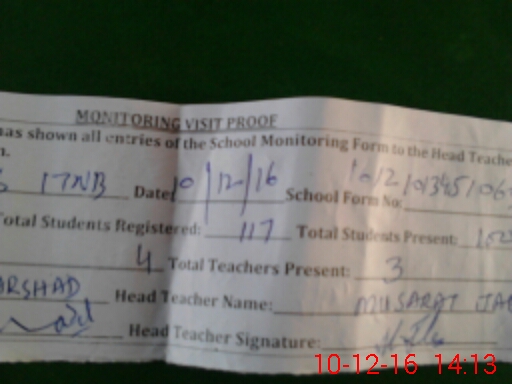 MONITORING VISIT PROOF
has shown all entries of the School Monitoring Form to the Head Teache
n.
17NB Date: 10/12/16 School Form No:
Total Students Registered: 117 Total Students Present:
4 Total Teachers Present: 3
ARSHAD Head Teacher Name: MUSARAT
Head Teacher Signature:
10-12-16 14:13